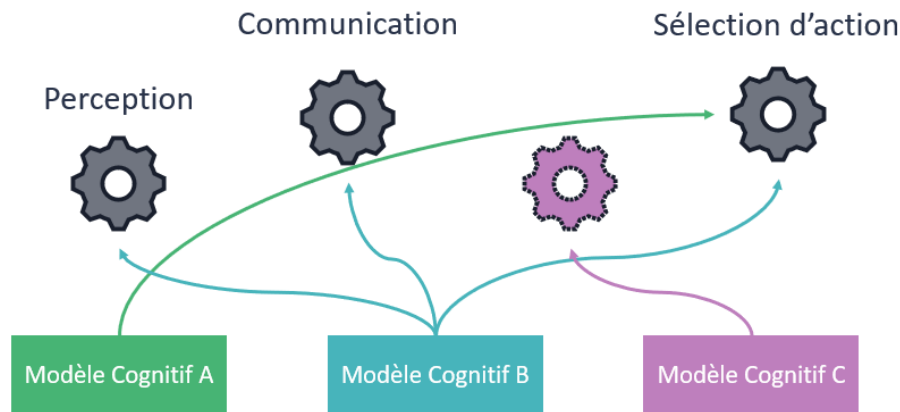 Communication
Sélection d’action
Perception
Modèle Cognitif A
Modèle Cognitif B
Modèle Cognitif C